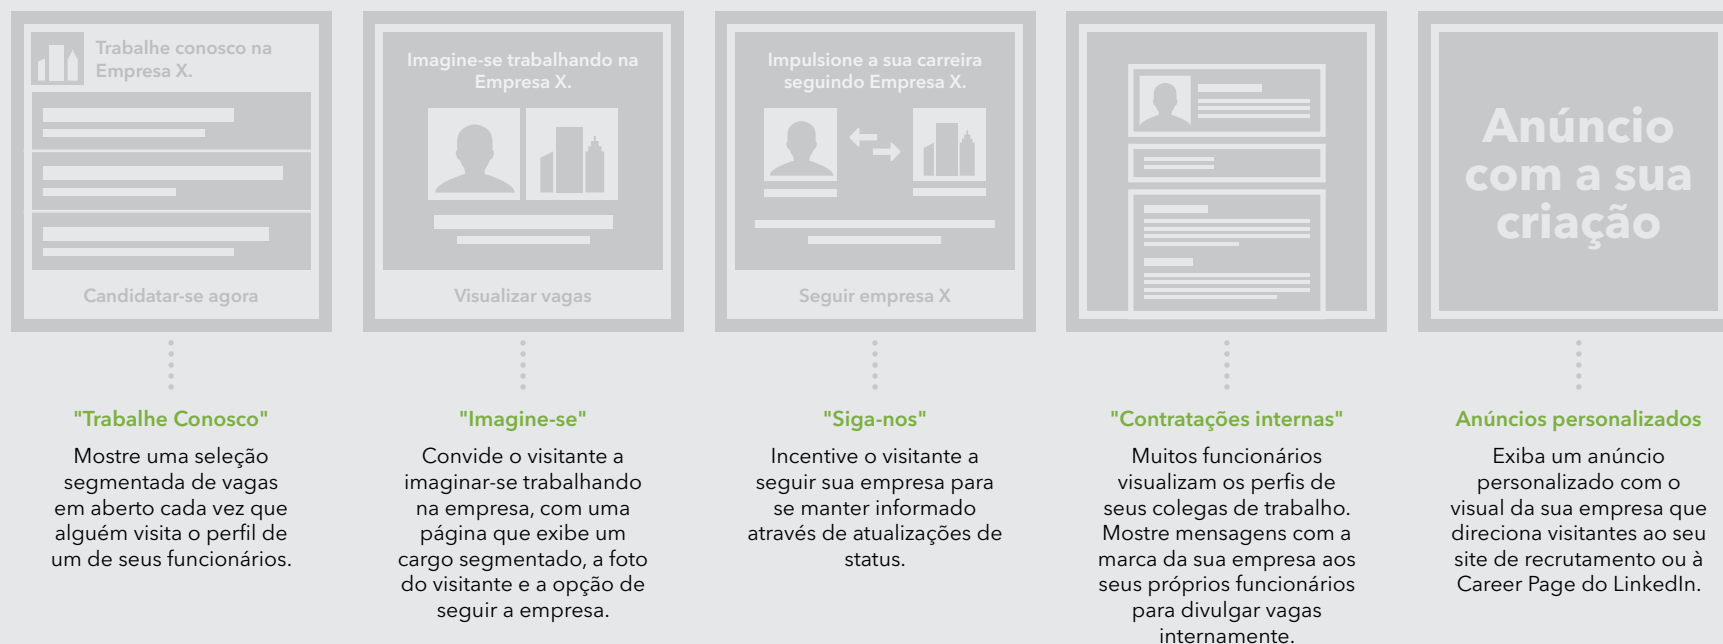 Trabalhe conosco na
Empresa X.
Candidatar-se agora
Imagine-se trabalhando na
Empresa X.
Visualizar vagas
Impulsione a sua carreira
seguindo Empresa X.
Seguir empresa X
Anúncio
com a sua
criação
"Trabalhe Conosco"
Mostre uma seleção
segmentada de vagas
em aberto cada vez que
alguém visita o perfil de
um de seus funcionários.
"Imagine-se"
Convide o visitante a
imaginar-se trabalhando
na empresa, com uma
página que exibe um
cargo segmentado, a foto
do visitante e a opção de
seguir a empresa.
"Siga-nos"
Incentive o visitante a
seguir sua empresa para
se manter informado
através de atualizações de
status.
"Contratações internas"
Muitos funcionários
visualizam os perfis de
seus colegas de trabalho.
Mostre mensagens com a
marca da sua empresa aos
seus próprios funcionários
para divulgar vagas
internamente.
Anúncios personalizados
Exiba um anúncio
personalizado com o
visual da sua empresa que
direciona visitantes ao seu
site de recrutamento ou à
Career Page do LinkedIn.